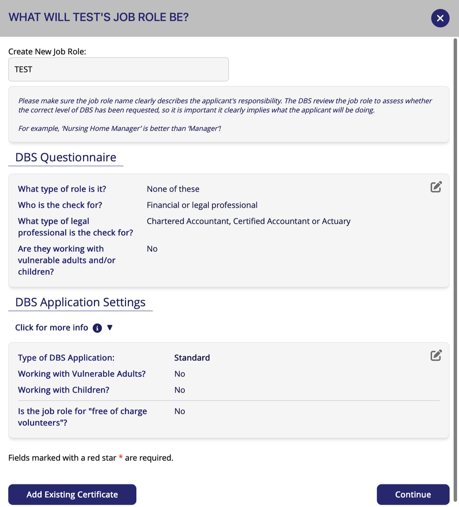 WHAT WILL TEST'S JOB ROLE BE?
Create New Job Role:
TEST
Please make sure the job role name clearly describes the applicant's responsibility. The DBS review the job role to assess whether
the correct level of DBS has been requested, so it is important it clearly implies what the applicant will be doing.
For example, 'Nursing Home Manager' is better than 'Manager'!
DBS Questionnaire
What type of role is it? None of these
Who is the check for? Financial or legal professional
What type of legal Chartered Accountant, Certified Accountant or Actuary
professional is the check for?
Are they working with No
vulnerable adults and/or
children?
DBS Application Settings
Click for more info i ▼
Type of DBS Application: Standard
Working with Vulnerable Adults? No
Working with Children? No
Is the job role for "free of charge No
volunteers"?
Fields marked with a red star * are required.
Add Existing Certificate Continue